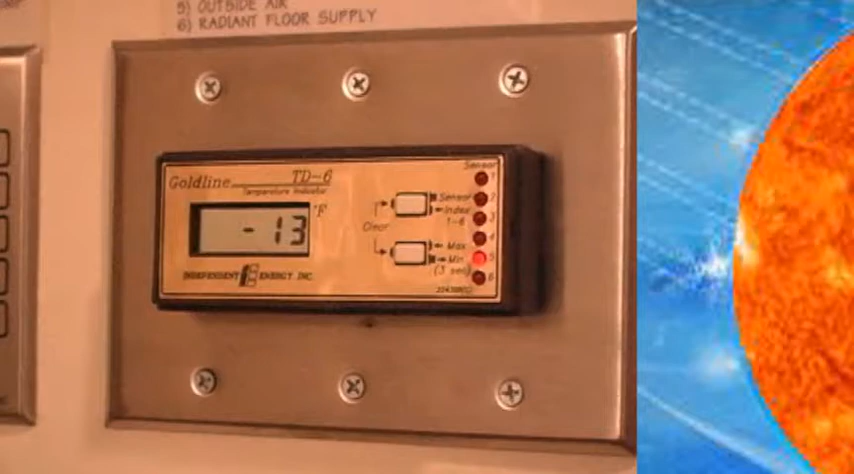 5) OUTSIDE AIR
6) RADIANT FLOOR SUPPLY
Goldline TD-6
Temperature Indicator
-13 °F
INDEPENDENT ENERGY INC.
Clear
Sensor
Index
1-6
Max
Min
(3 sec)
Sensor
1
2
3
4
5
6